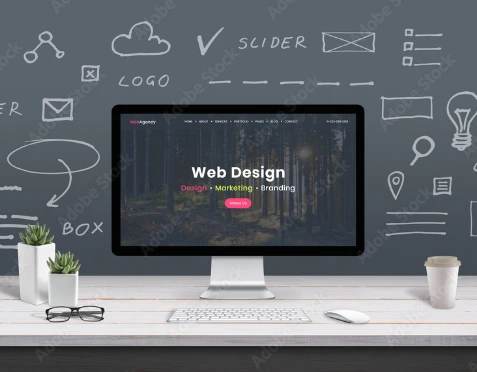 SLIDER
LOGO
ER
WebAgency
HOME • ABOUT • SERVICES • PORTFOLIO • PAGES • BLOG • CONTACT
Web Design
Design • Marketing • Branding
About Us
BOX
Adobe Stock